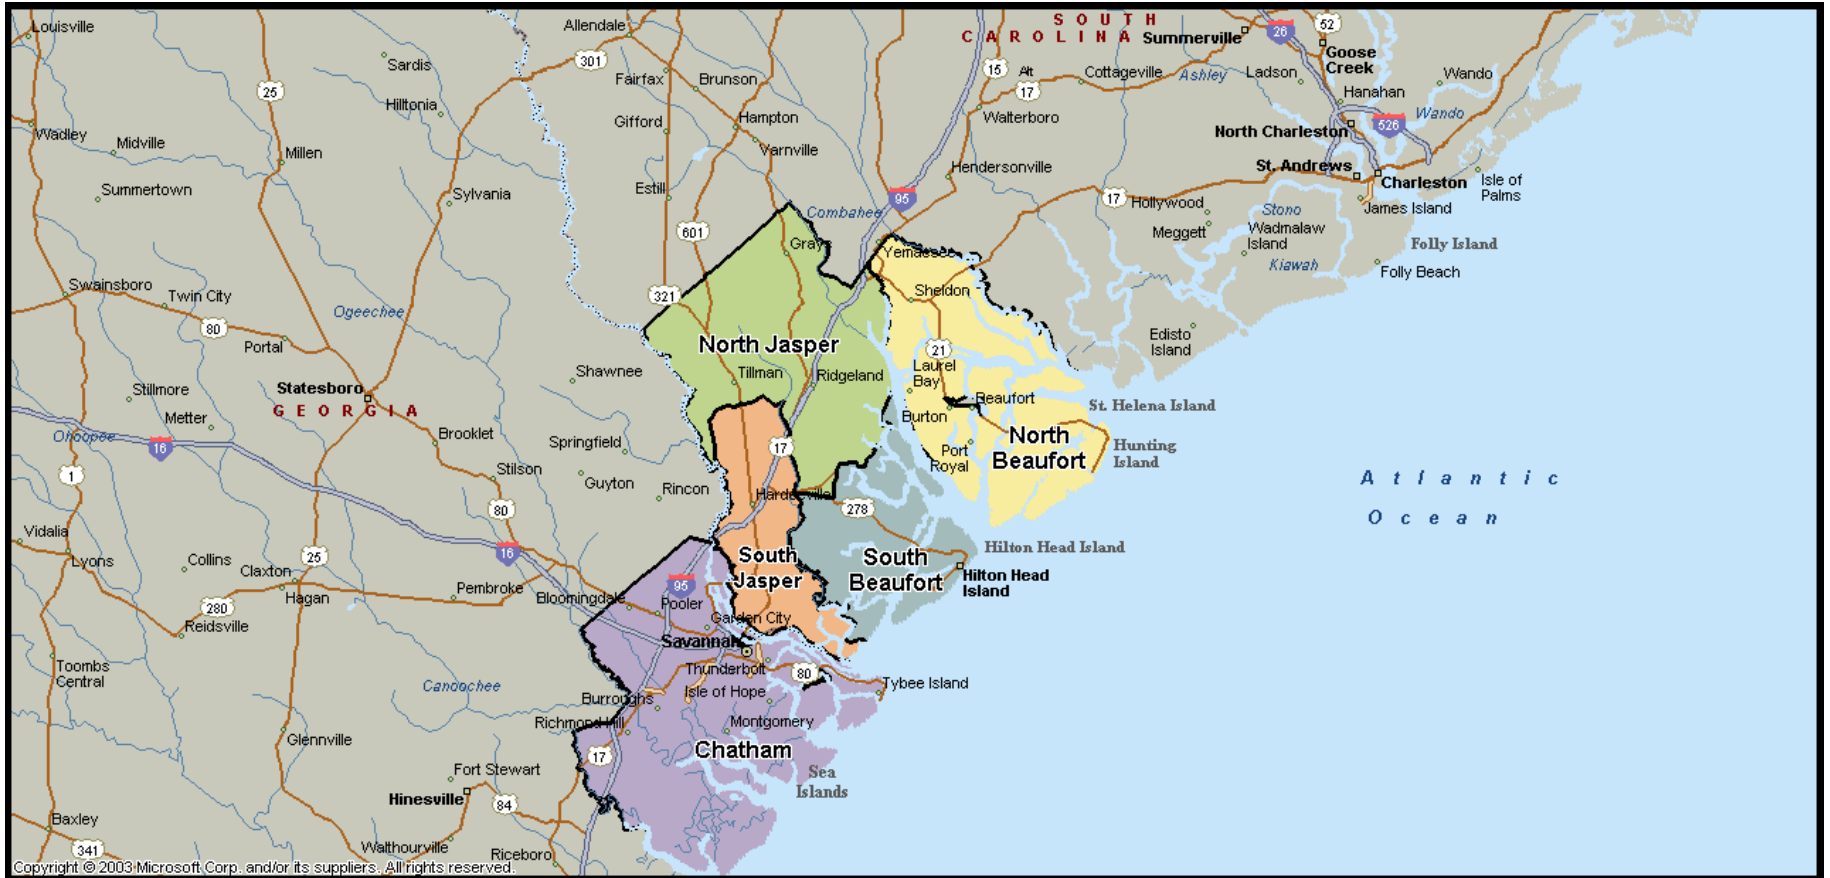 Louisville
Allendale
SOUTH
CAROLINA
Summerville
26
52
Goose
Creek
Sardis
301
Fairfax
Brunson
15
Alt
17
Cottageville
Ashley
Ladson
Wando
25
Hilltonia
Hanahan
Wadley
Midville
Millen
Gifford
Hampton
Varnville
Walterboro
North Charleston
526
Wando
Summertown
Sylvania
Estill
Hendersonville
St. Andrews
Charleston
Isle of
Palms
95
17
Hollywood
James Island
Combahee
Stono
Meggett
Wadmalaw
Island
Folly Island
601
Grays
Yemassee
Kiawah
Folly Beach
Swainsboro
Twin City
321
Sheldon
Ogeechee
80
Portal
North Jasper
21
Edisto
Island
Shawnee
Tillman
Ridgeland
Laurel
Bay
Stillmore
Statesboro
GEORGIA
Metter
Beaufort
St. Helena Island
Burton
Ohoopee
16
Brooklet
Springfield
17
North
Beaufort
Hunting
Island
Port
Royal
1
Stilson
Guyton
Rincon
Hardeeville
Atlantic
Ocean
80
278
Vidalia
Lyons
Collins
Claxton
25
16
South
Jasper
South
Beaufort
Hilton Head Island
Hilton Head
Island
Hagan
Pembroke
Bloomingdale
95
Pooler
280
Reidsville
Garden City
Savannah
Toombs
Central
Thunderbolt
80
Canoochee
Burroughs
Isle of Hope
Tybee Island
Richmond Hill
Montgomery
Glennville
17
Chatham
Sea
Islands
Fort Stewart
Hinesville
84
Baxley
341
Walthourville
Riceboro
Copyright © 2003 Microsoft Corp. and/or its suppliers. All rights reserved.